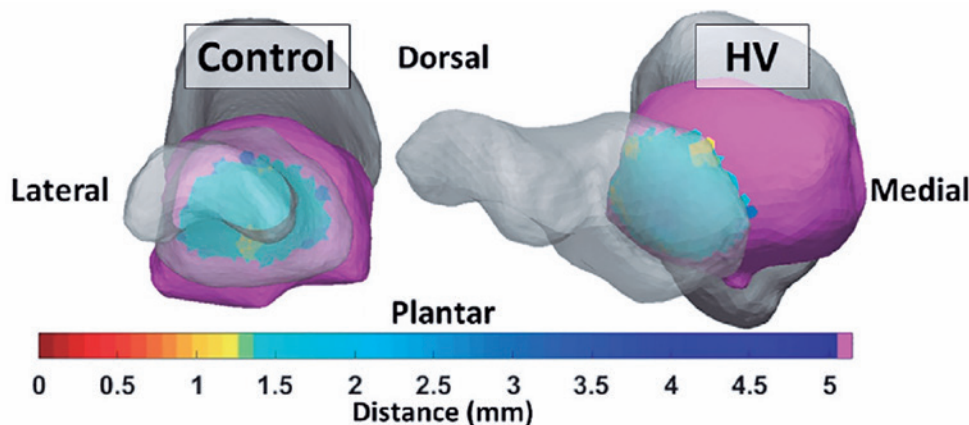 Control
Dorsal
HV
Lateral
Medial
Plantar
0 0.5 1 1.5 2 2.5 3 3.5 4 4.5 5
Distance (mm)